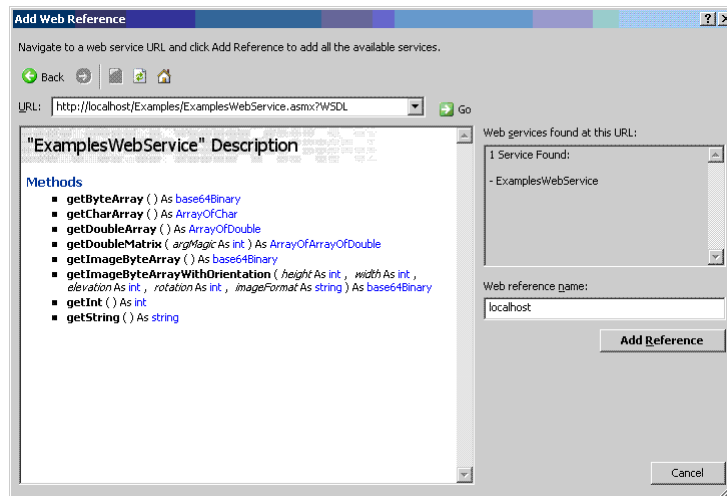 Add Web Reference
Navigate to a web service URL and click Add Reference to add all the available services.
Back
URL: http://localhost/Examples/ExamplesWebService.asmx?WSDL Go
"ExamplesWebService" Description
Methods
getByteArray ( ) As base64Binary
getCharArray ( ) As ArrayOfChar
getDoubleArray ( ) As ArrayOfDouble
getDoubleMatrix ( argMagic As int ) As ArrayOfArrayOfDouble
getImageByteArray ( ) As base64Binary
getImageByteArrayWithOrientation ( height As int , width As int ,
elevation As int , rotation As int , imageFormat As string ) As base64Binary
getInt ( ) As int
getString ( ) As string
Web services found at this URL:
1 Service Found:
- ExamplesWebService
Web reference name:
localhost
Add Reference
Cancel